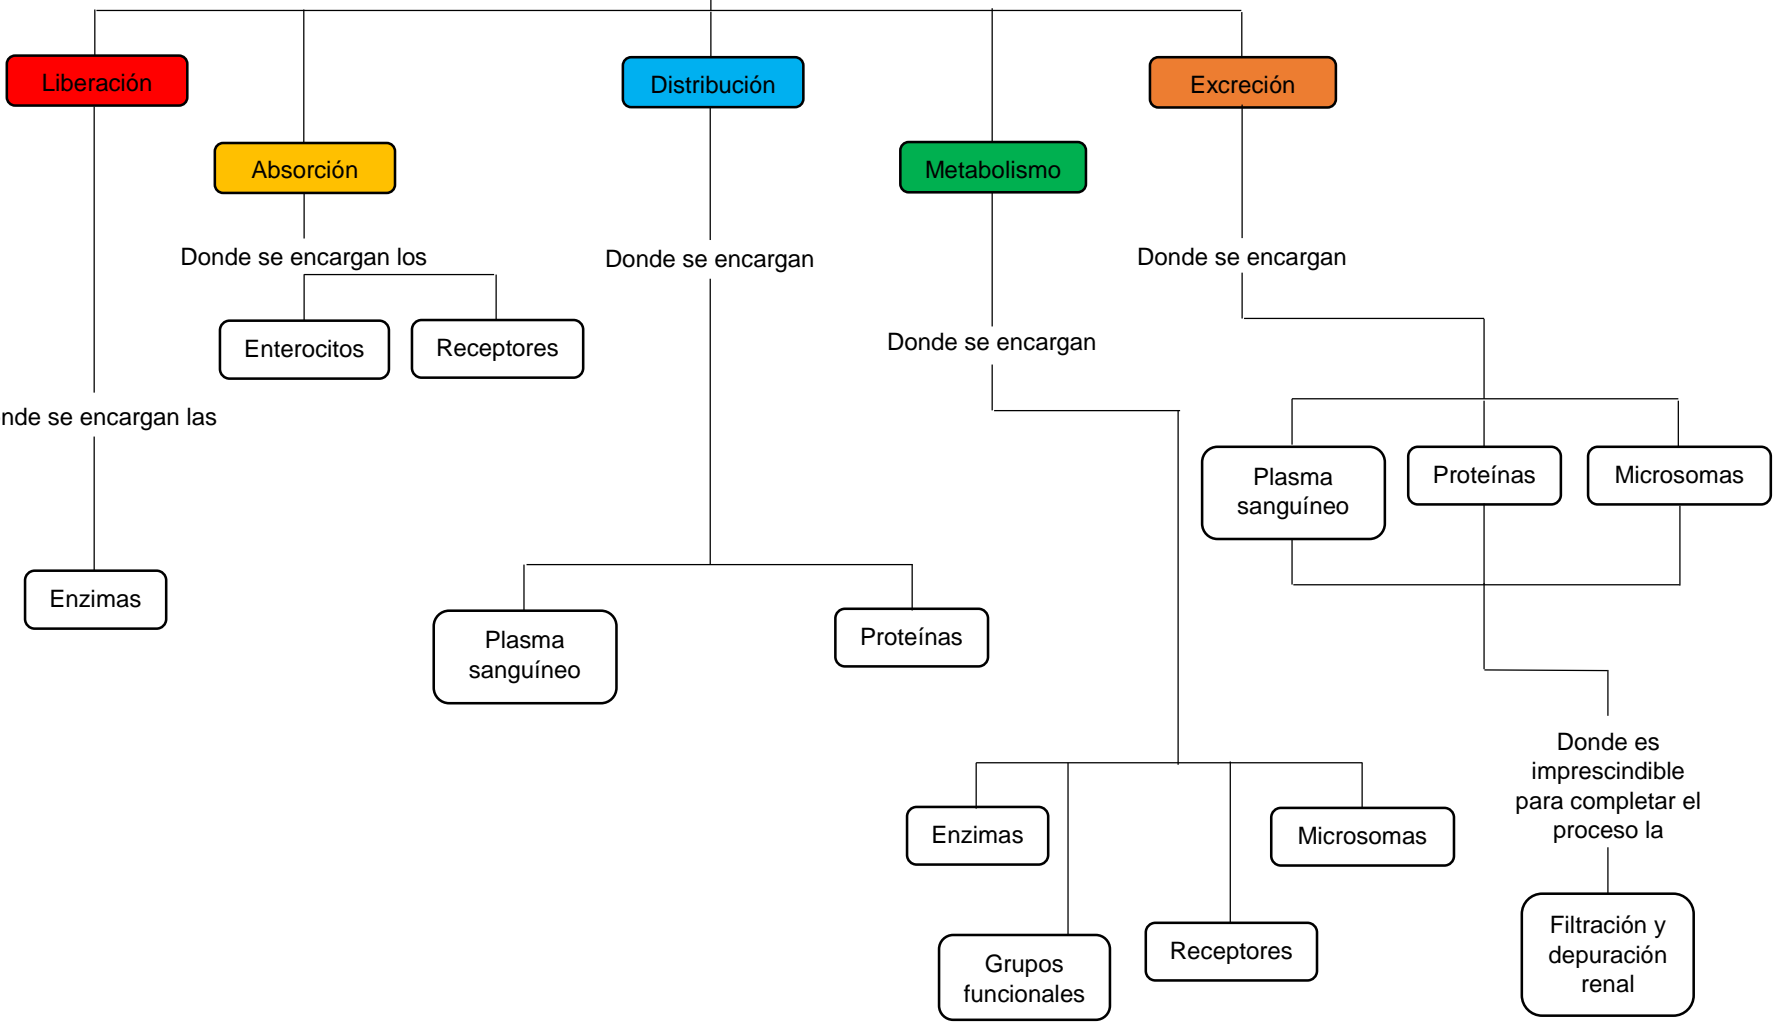 Liberación
Distribución
Excreción
Absorción
Metabolismo
Donde se encargan los
Donde se encargan
Donde se encargan
Enterocitos
Receptores
Donde se encargan
nde se encargan las
Plasma
sanguíneo
Proteínas
Microsomas
Enzimas
Plasma
sanguíneo
Proteínas
Donde es
imprescindible
para completar el
proceso la
Enzimas
Microsomas
Grupos
funcionales
Receptores
Filtración y
depuración
renal